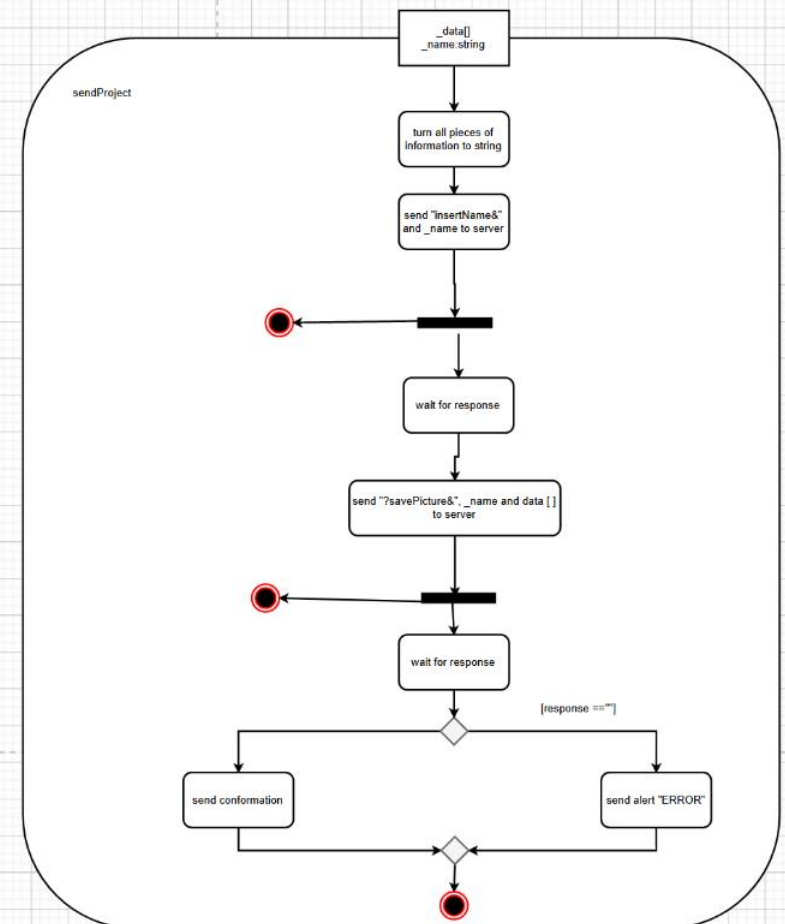 _data[]
_name:string
sendProject
turn all pieces of
information to string
send "insertName&"
and _name to server
wait for response
send "?savePicture&", _name and data [ ]
to server
wait for response
[response ==""]
send conformation
send alert "ERROR"